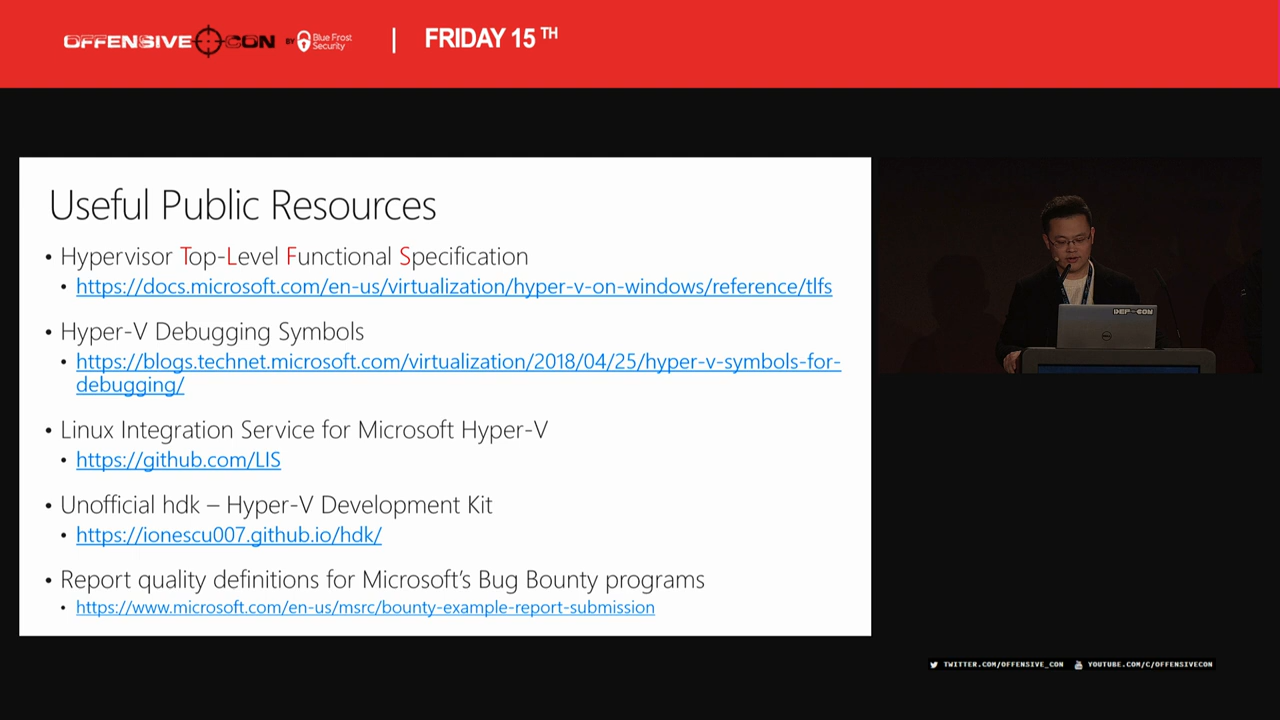 OFFENSIVE CON BY Blue Frost Security | FRIDAY 15 TH
Useful Public Resources
• Hypervisor Top-Level Functional Specification
• https://docs.microsoft.com/en-us/virtualization/hyper-v-on-windows/reference/tlfs
• Hyper-V Debugging Symbols
• https://blogs.technet.microsoft.com/virtualization/2018/04/25/hyper-v-symbols-for-
debugging/
• Linux Integration Service for Microsoft Hyper-V
• https://github.com/LIS
• Unofficial hdk – Hyper-V Development Kit
• https://ionescu007.github.io/hdk/
• Report quality definitions for Microsoft's Bug Bounty programs
• https://www.microsoft.com/en-us/msrc/bounty-example-report-submission
DEF-CON
DELL
TWITTER.COM/OFFENSIVE_CON YOUTUBE.COM/C/OFFENSIVECON